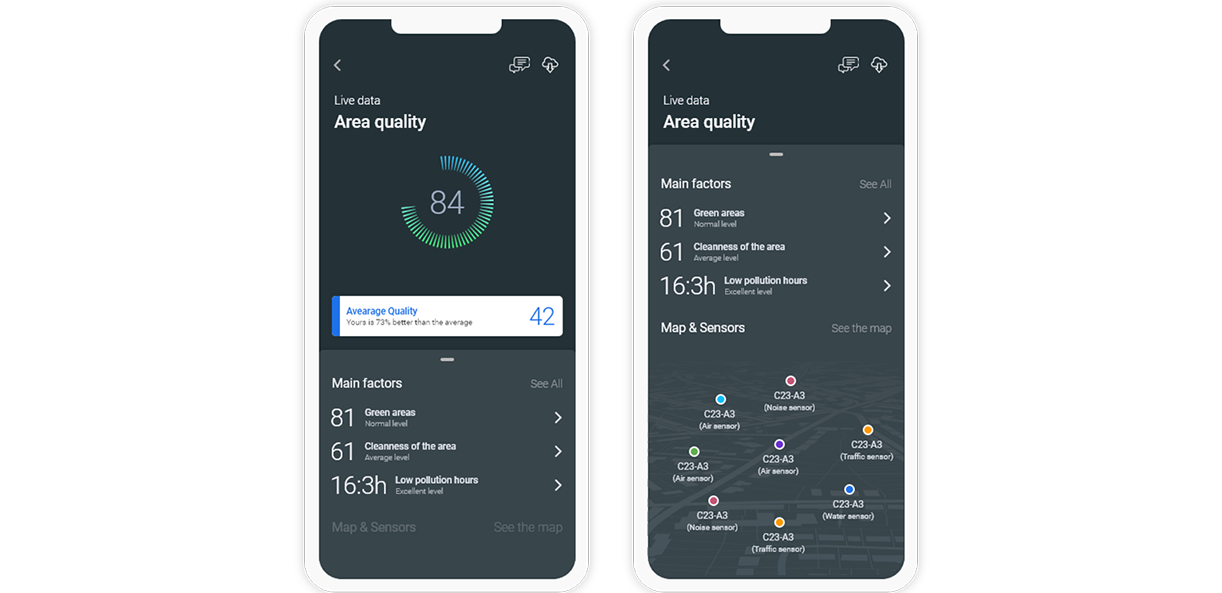 Live data
Area quality
84
Avearage Quality
Yours is 73% better than the average
42
Main factors
See All
81
Green areas
Normal level
61
Cleanness of the area
Average level
16:3h
Low pollution hours
Excellent level
Map & Sensors
See the map
Live data
Area quality
Main factors
See All
81
Green areas
Normal level
61
Cleanness of the area
Average level
16:3h
Low pollution hours
Excellent level
Map & Sensors
See the map
C23-A3
(Noise sensor)
C23-A3
(Air sensor)
C23-A3
(Traffic sensor)
C23-A3
(Air sensor)
C23-A3
(Air sensor)
C23-A3
(Water sensor)
C23-A3
(Noise sensor)
C23-A3
(Traffic sensor)